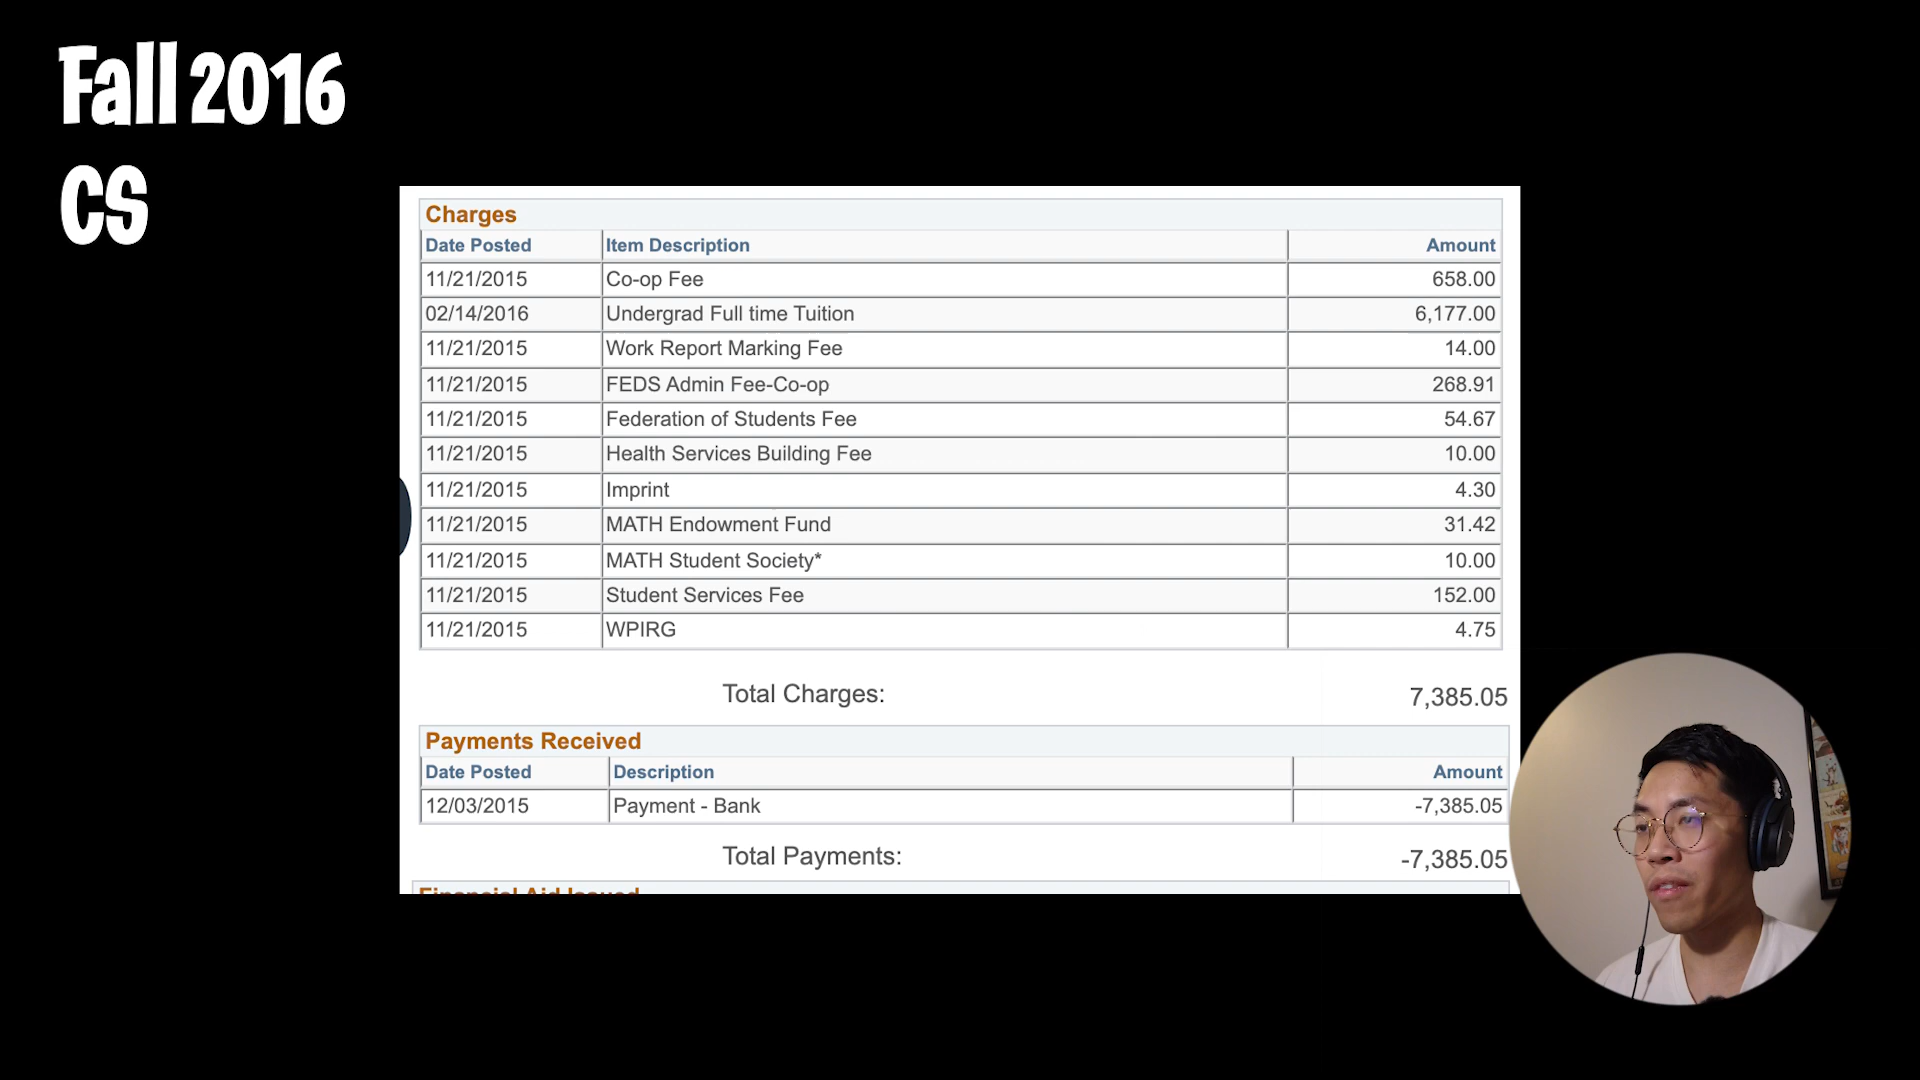 Fall 2016
CS
Charges
Date Posted Item Description Amount
11/21/2015 Co-op Fee 658.00
02/14/2016 Undergrad Full time Tuition 6,177.00
11/21/2015 Work Report Marking Fee 14.00
11/21/2015 FEDS Admin Fee-Co-op 268.91
11/21/2015 Federation of Students Fee 54.67
11/21/2015 Health Services Building Fee 10.00
11/21/2015 Imprint 4.30
11/21/2015 MATH Endowment Fund 31.42
11/21/2015 MATH Student Society* 10.00
11/21/2015 Student Services Fee 152.00
11/21/2015 WPIRG 4.75
Total Charges: 7,385.05
Payments Received
Date Posted Description Amount
12/03/2015 Payment - Bank -7,385.05
Total Payments: -7,385.05
Financial Aid Issued